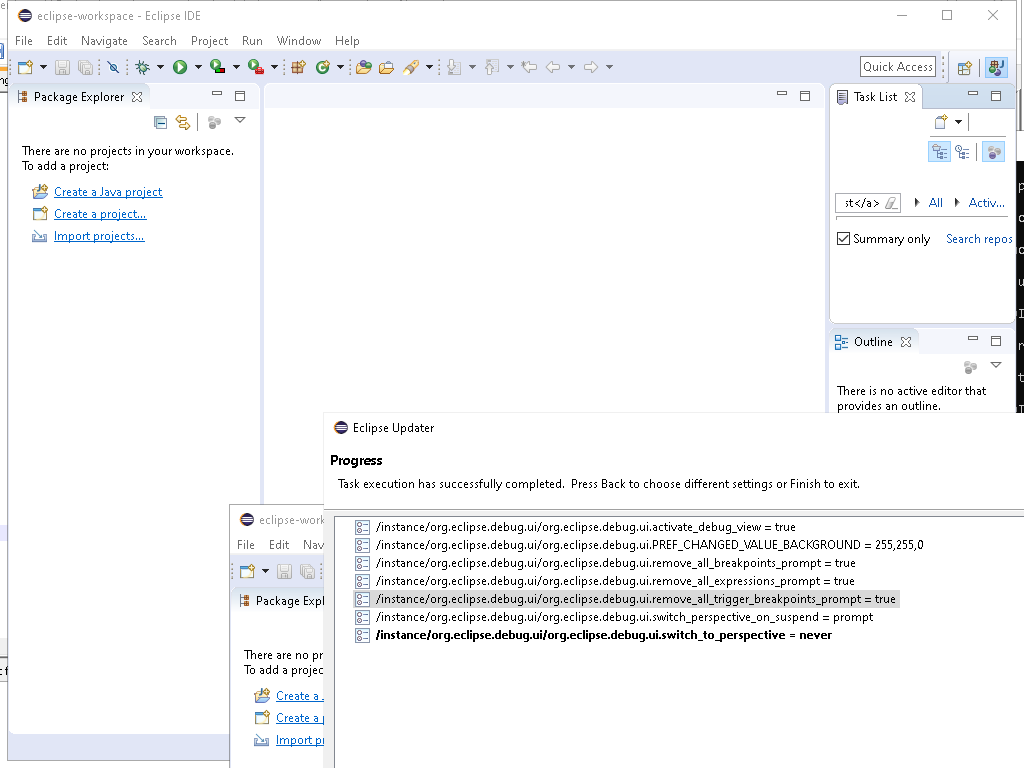 eclipse-workspace - Eclipse IDE
File Edit Navigate Search Project Run Window Help
Quick Access
Package Explorer
Task List
There are no projects in your workspace.
To add a project:
Create a Java project
Create a project...
Import projects...
st</a> All Activ...
Summary only Search repos
Outline
There is no active editor that
provides an outline.
Eclipse Updater
Progress
Task execution has successfully completed. Press Back to choose different settings or Finish to exit.
/instance/org.eclipse.debug.ui/org.eclipse.debug.ui.activate_debug_view = true
/instance/org.eclipse.debug.ui/org.eclipse.debug.ui.PREF_CHANGED_VALUE_BACKGROUND = 255,255,0
/instance/org.eclipse.debug.ui/org.eclipse.debug.ui.remove_all_breakpoints_prompt = true
/instance/org.eclipse.debug.ui/org.eclipse.debug.ui.remove_all_expressions_prompt = true
/instance/org.eclipse.debug.ui/org.eclipse.debug.ui.remove_all_trigger_breakpoints_prompt = true
/instance/org.eclipse.debug.ui/org.eclipse.debug.ui.switch_perspective_on_suspend = prompt
/instance/org.eclipse.debug.ui/org.eclipse.debug.ui.switch_to_perspective = never
eclipse-work
File Edit Nav
Package Expl
There are no pr
To add a projec
Create a
Create a
Import pr